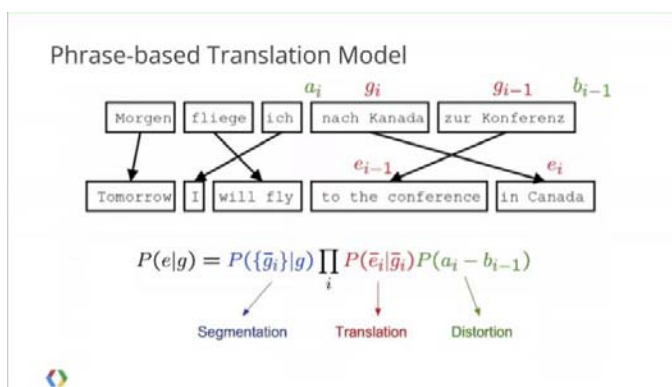 Phrase-based Translation Model
a_i g_i g_{i-1} b_{i-1}
Morgen fliege ich nach Kanada zur Konferenz
e_{i-1} e_i
Tomorrow I will fly to the conference in Canada
P(e|g) = P({ḡ_i}|g) ∏_i P(ē_i|ḡ_i)P(a_i − b_{i-1})
Segmentation Translation Distortion